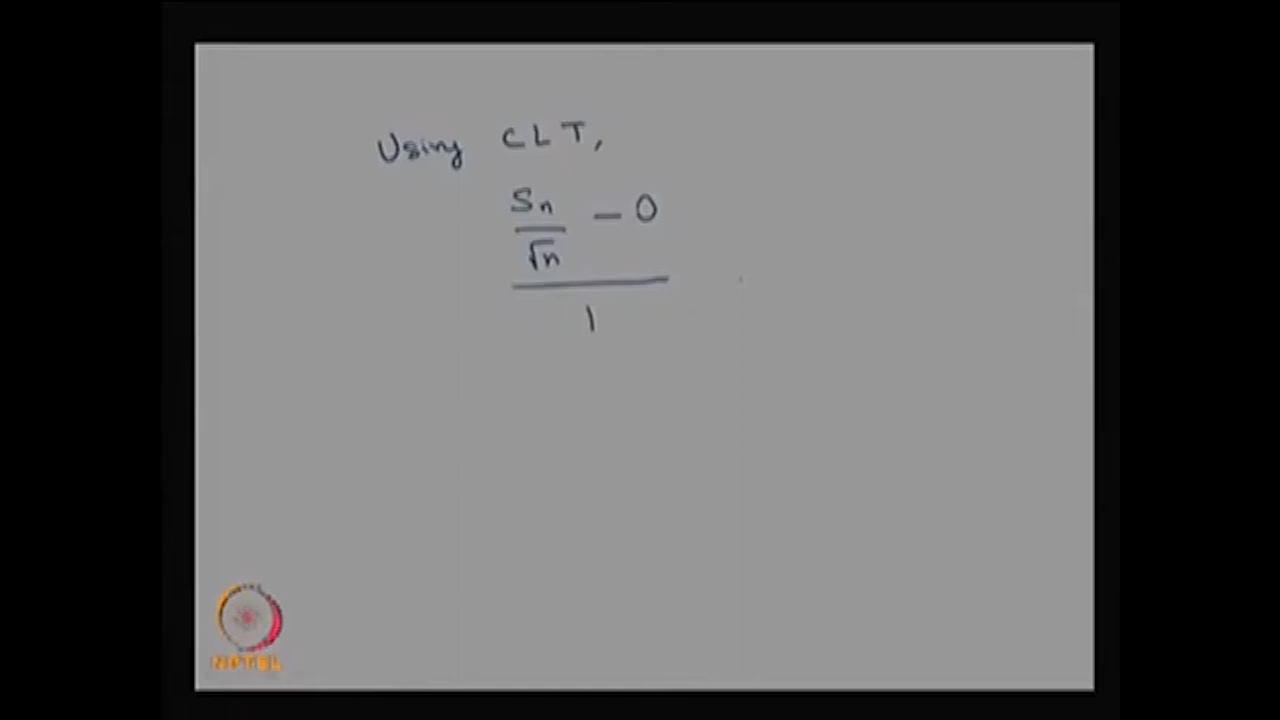 Using CLT,
Sn/√n - 0
1
NPTEL